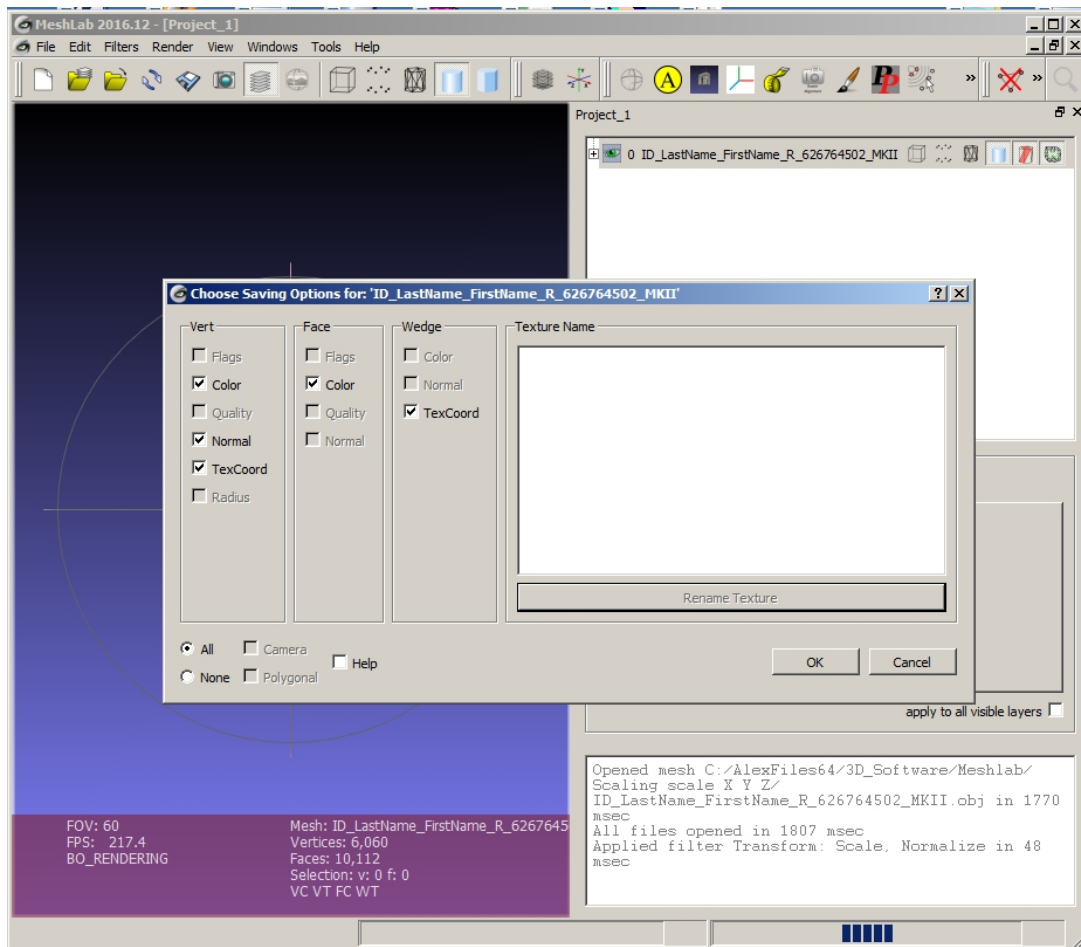 MeshLab 2016.12 - [Project_1]
File Edit Filters Render View Windows Tools Help
A
»
»
Project_1
0 ID_LastName_FirstName_R_626764502_MKII
Choose Saving Options for: 'ID_LastName_FirstName_R_626764502_MKII'
?
Vert
Flags
Color
Quality
Normal
TexCoord
Radius
Face
Flags
Color
Quality
Normal
Wedge
Color
Normal
TexCoord
Texture Name
Rename Texture
All
Camera
None
Polygonal
Help
OK
Cancel
apply to all visible layers
Opened mesh C:/AlexFiles64/3D_Software/Meshlab/
Scaling scale X Y Z/
ID_LastName_FirstName_R_626764502_MKII.obj in 1770
msec
All files opened in 1807 msec
Applied filter Transform: Scale, Normalize in 48
msec
FOV: 60
FPS: 217.4
BO_RENDERING
Mesh: ID_LastName_FirstName_R_6267645
Vertices: 6,060
Faces: 10,112
Selection: v: 0 f: 0
VC VT FC WT